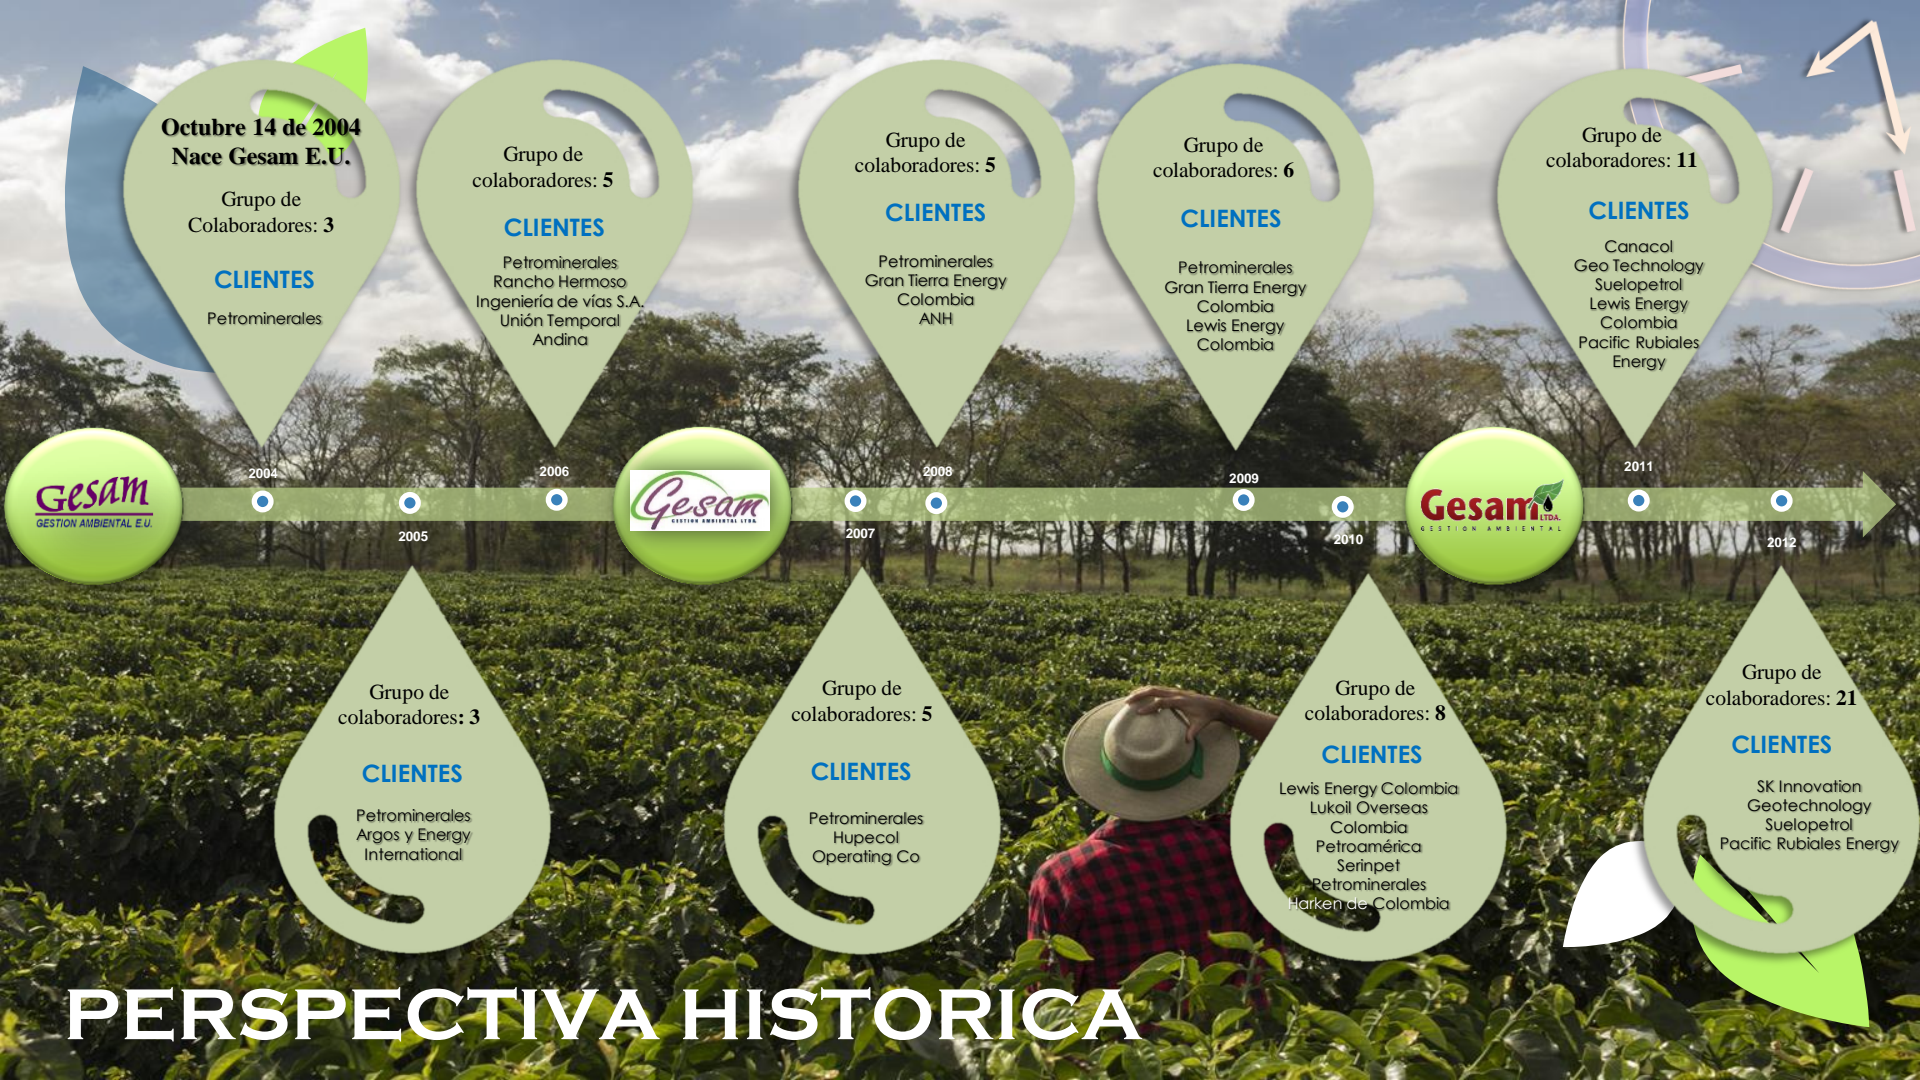 Octubre 14 de 2004
Nace Gesam E.U.
Grupo de
Colaboradores: 3
CLIENTES
Petrominerales
Grupo de
colaboradores: 5
CLIENTES
Petrominerales
Rancho Hermoso
Ingeniería de vías S.A.
Unión Temporal
Andina
Grupo de
colaboradores: 5
CLIENTES
Petrominerales
Gran Tierra Energy
Colombia
ANH
Grupo de
colaboradores: 6
CLIENTES
Petrominerales
Gran Tierra Energy
Colombia
Lewis Energy
Colombia
Grupo de
colaboradores: 11
CLIENTES
Canacol
Geo Technology
Suelopetrol
Lewis Energy
Colombia
Pacific Rubiales
Energy
Gesam
GESTION AMBIENTAL E.U.
2004
2005
2006
Gesam
GESTION AMBIENTAL LTDA.
2007
2008
2009
2010
Gesam
LTDA.
GESTION AMBIENTAL
2011
2012
Grupo de
colaboradores: 3
CLIENTES
Petrominerales
Argos y Energy
International
Grupo de
colaboradores: 5
CLIENTES
Petrominerales
Hupecol
Operating Co
Grupo de
colaboradores: 8
CLIENTES
Lewis Energy Colombia
Lukoil Overseas
Colombia
Petroamérica
Serinpet
Petrominerales
Harken de Colombia
Grupo de
colaboradores: 21
CLIENTES
SK Innovation
Geotechnology
Suelopetrol
Pacific Rubiales Energy
PERSPECTIVA HISTORICA